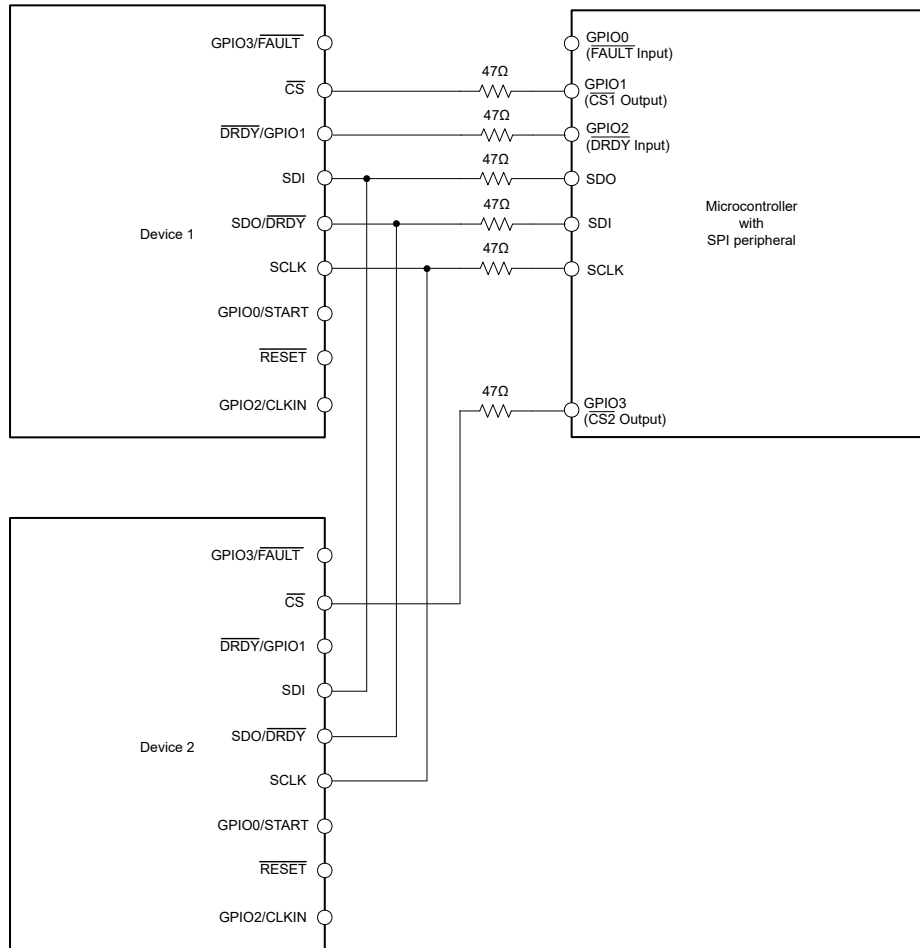 GPIO3/FAULT
CS
DRDY/GPIO1
SDI
SDO/DRDY
SCLK
GPIO0/START
RESET
GPIO2/CLKIN
Device 1
47Ω
47Ω
47Ω
47Ω
47Ω
47Ω
GPIO0
(FAULT Input)
GPIO1
(CS1 Output)
GPIO2
(DRDY Input)
SDO
SDI
SCLK
GPIO3
(CS2 Output)
Microcontroller
with
SPI peripheral
GPIO3/FAULT
CS
DRDY/GPIO1
SDI
SDO/DRDY
SCLK
GPIO0/START
RESET
GPIO2/CLKIN
Device 2